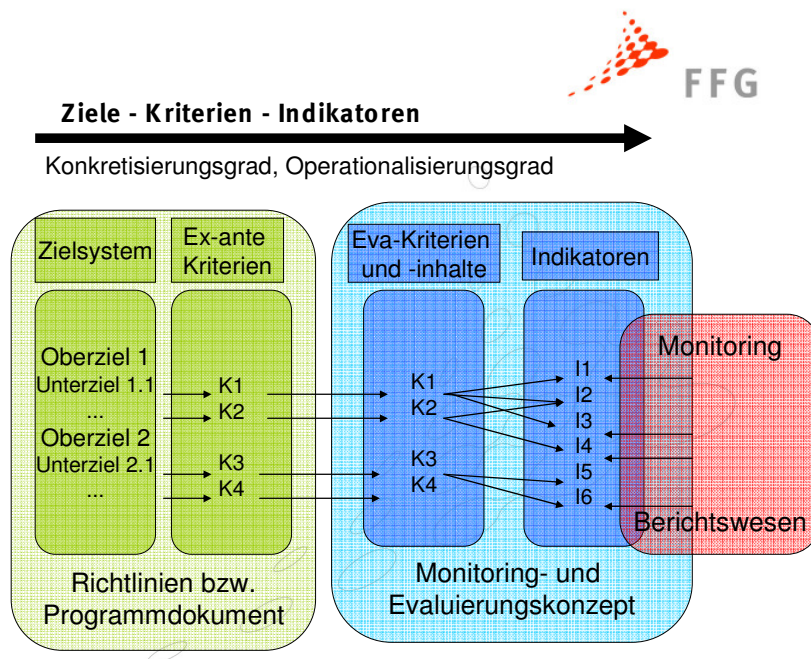 FFG
Ziele - Kriterien - Indikatoren
Konkretisierungsgrad, Operationalisierungsgrad
Zielsystem
Ex-ante
Kriterien
Eva-Kriterien
und -inhalte
Indikatoren
Oberziel 1
Unterziel 1.1
...
Oberziel 2
Unterziel 2.1
...
K1
K2
K3
K4
K1
K2
K3
K4
I1
I2
I3
I4
I5
I6
Monitoring
Berichtswesen
Richtlinien bzw.
Programmdokument
Monitoring- und
Evaluierungskonzept